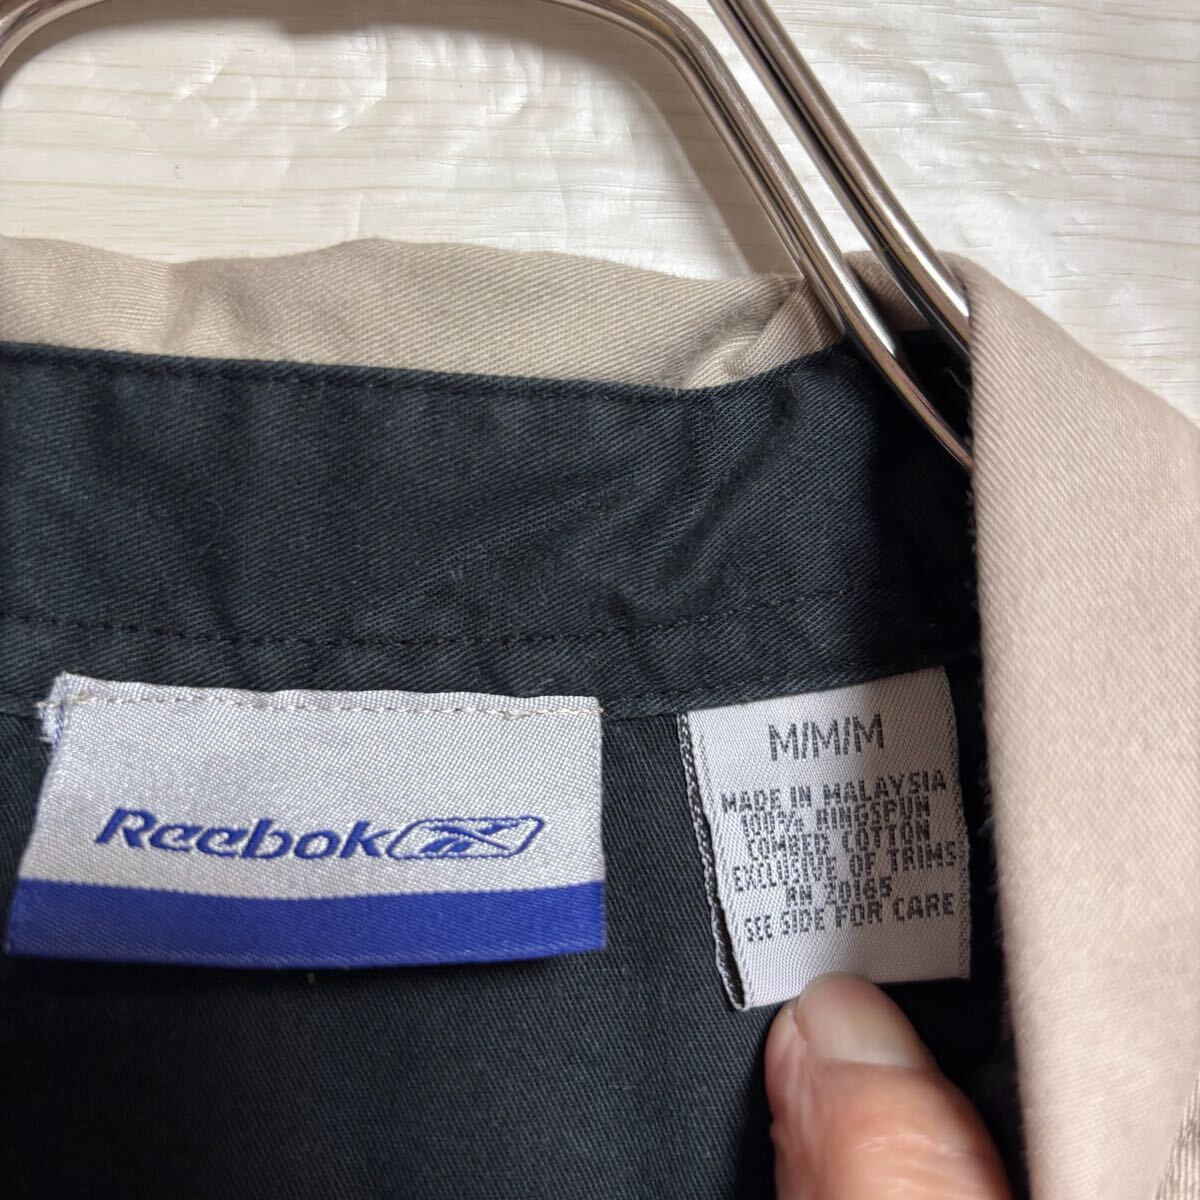 Reebok
M/M/M
MADE IN MALAYSIA
100% RINGSPUN
COMBED COTTON
EXCLUSIVE OF TRIMS
RN 20165
SEE SIDE FOR CARE